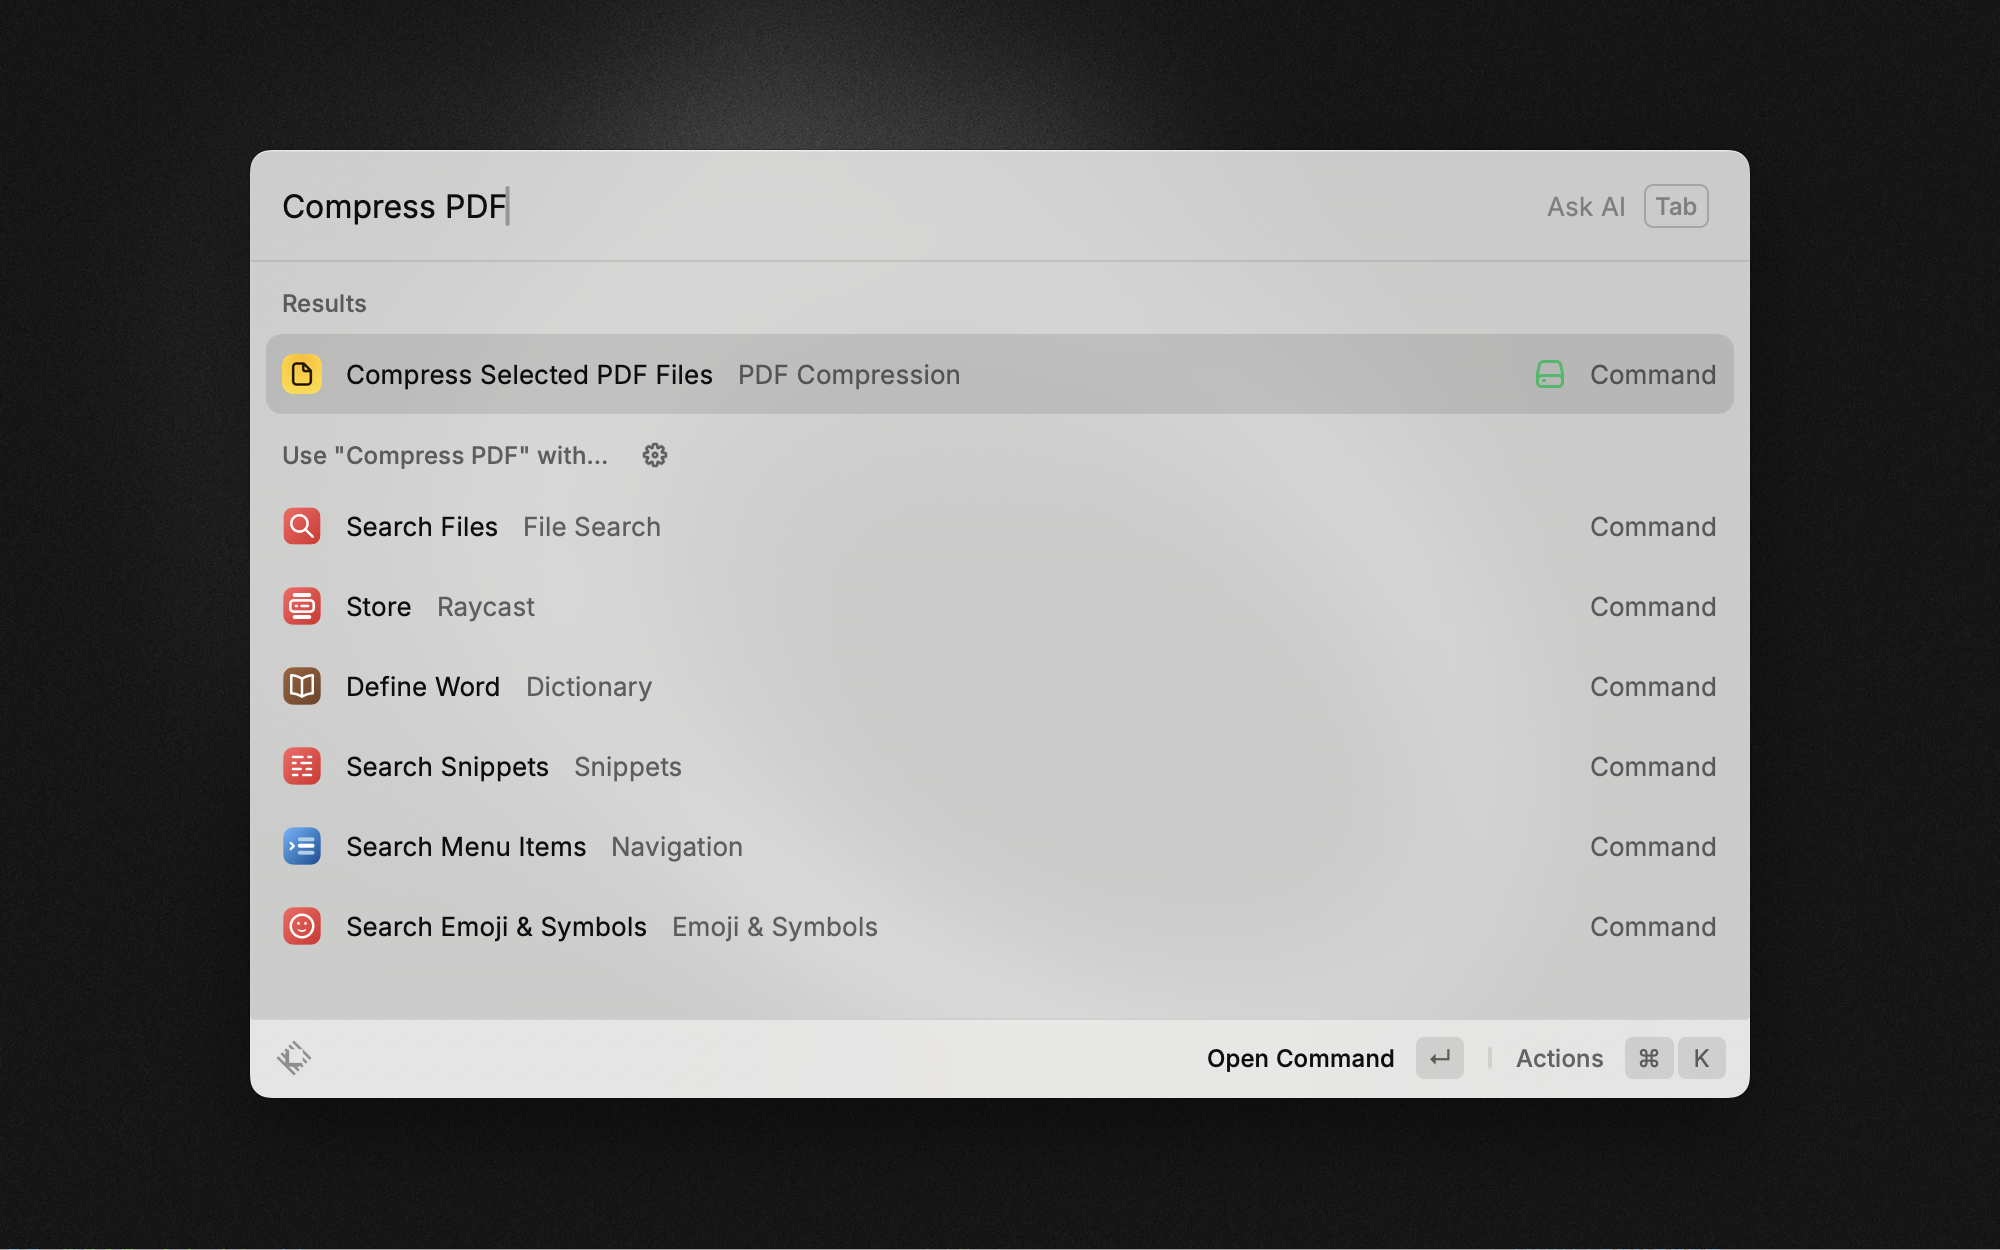 Compress PDF Ask AI Tab
Results
Compress Selected PDF Files PDF Compression Command
Use "Compress PDF" with...
Search Files File Search Command
Store Raycast Command
Define Word Dictionary Command
Search Snippets Snippets Command
Search Menu Items Navigation Command
Search Emoji & Symbols Emoji & Symbols Command
Open Command ↵ Actions ⌘ K